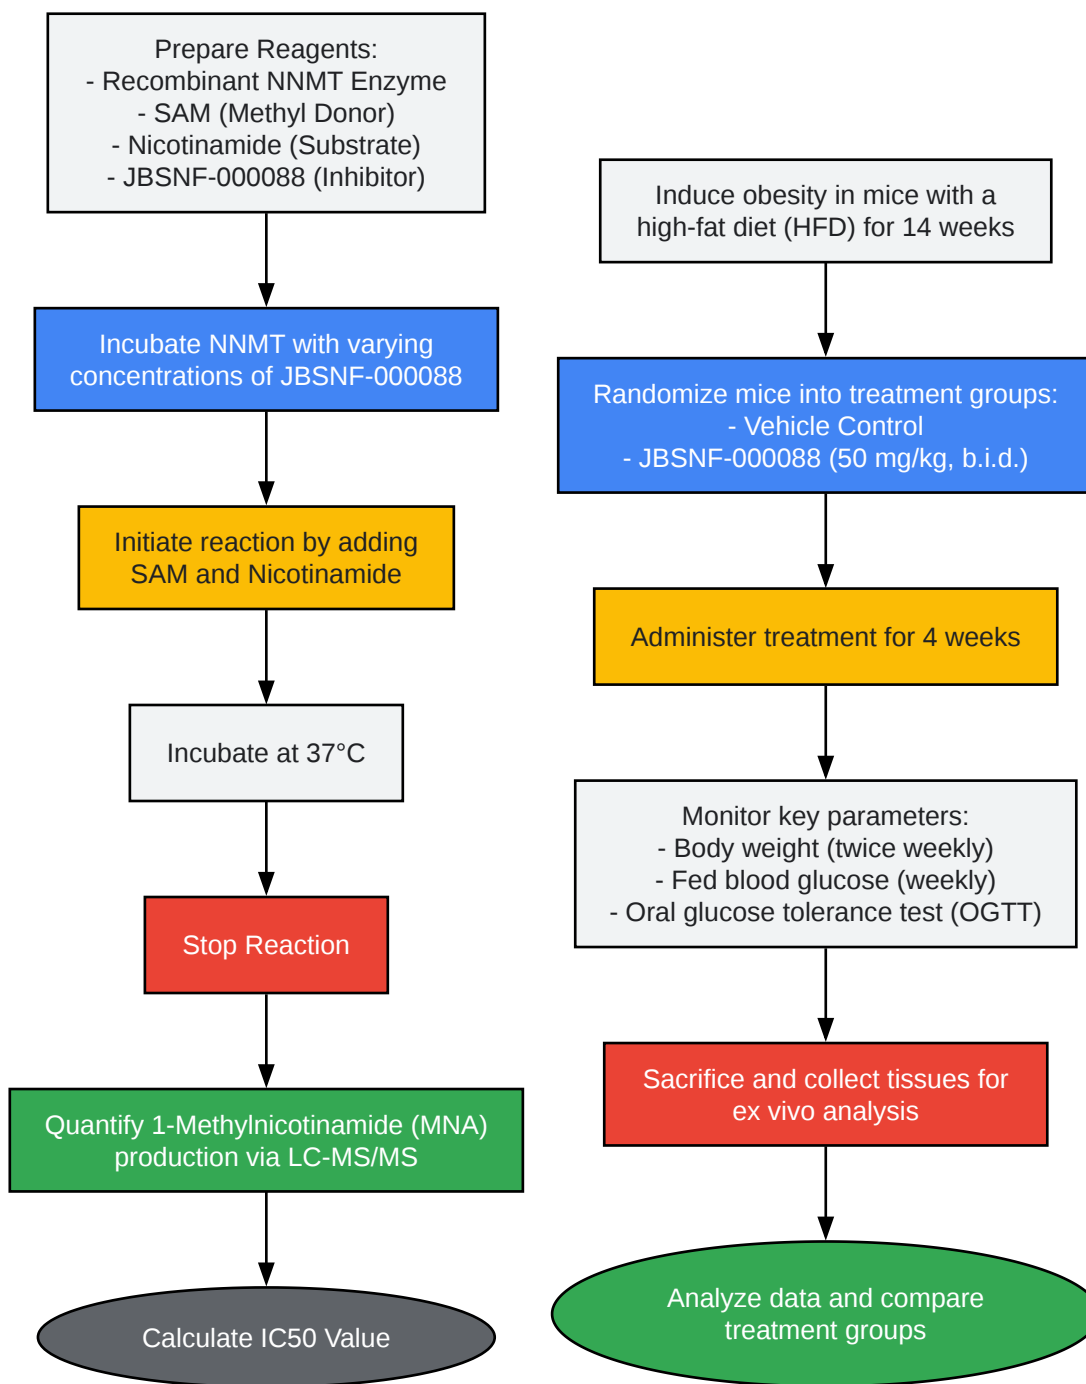 Prepare Reagents:
- Recombinant NNMT Enzyme
- SAM (Methyl Donor)
- Nicotinamide (Substrate)
- JBSNF-000088 (Inhibitor)
Incubate NNMT with varying
concentrations of JBSNF-000088
Initiate reaction by adding
SAM and Nicotinamide
Incubate at 37°C
Stop Reaction
Quantify 1-Methylnicotinamide (MNA)
production via LC-MS/MS
Calculate IC50 Value
Induce obesity in mice with a
high-fat diet (HFD) for 14 weeks
Randomize mice into treatment groups:
- Vehicle Control
- JBSNF-000088 (50 mg/kg, b.i.d.)
Administer treatment for 4 weeks
Monitor key parameters:
- Body weight (twice weekly)
- Fed blood glucose (weekly)
- Oral glucose tolerance test (OGTT)
Sacrifice and collect tissues for
ex vivo analysis
Analyze data and compare
treatment groups